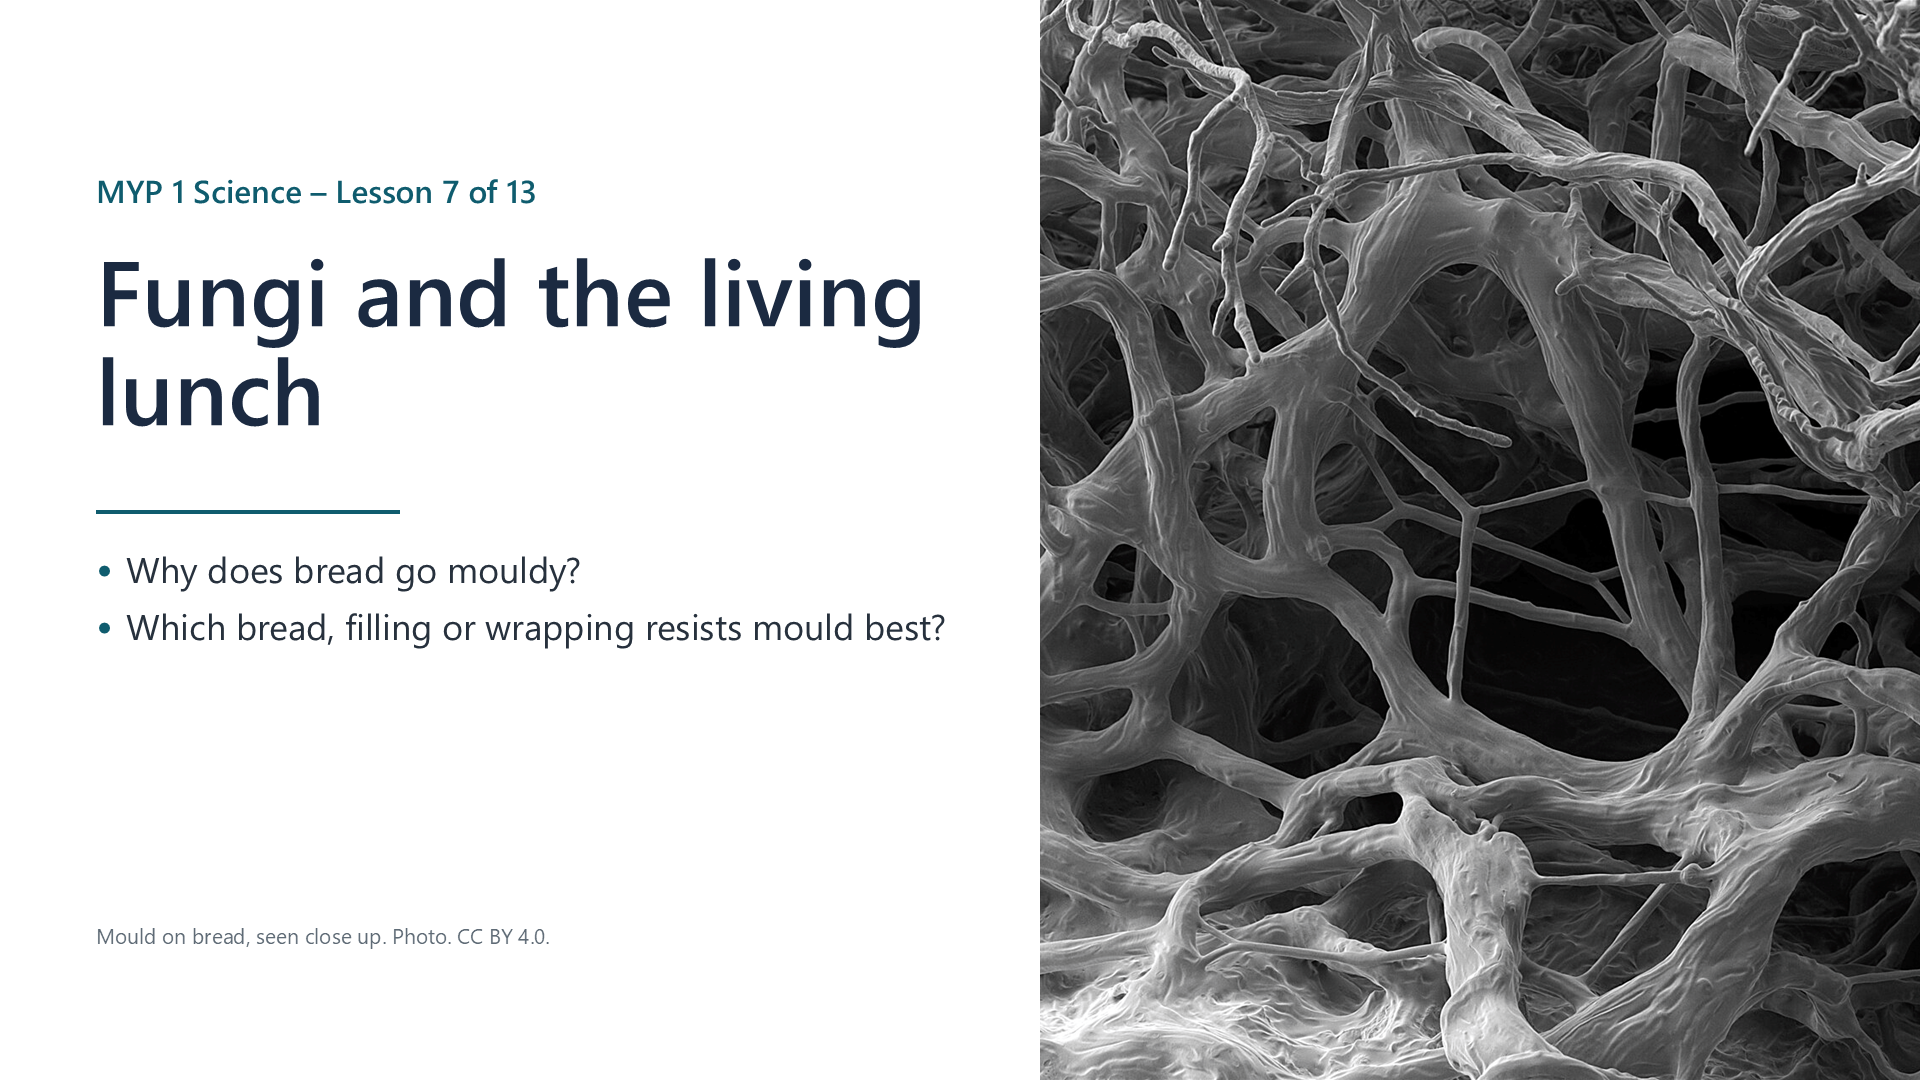 MYP 1 Science – Lesson 7 of 13
Fungi and the living
lunch
• Why does bread go mouldy?
• Which bread, filling or wrapping resists mould best?
Mould on bread, seen close up. Photo. CC BY 4.0.